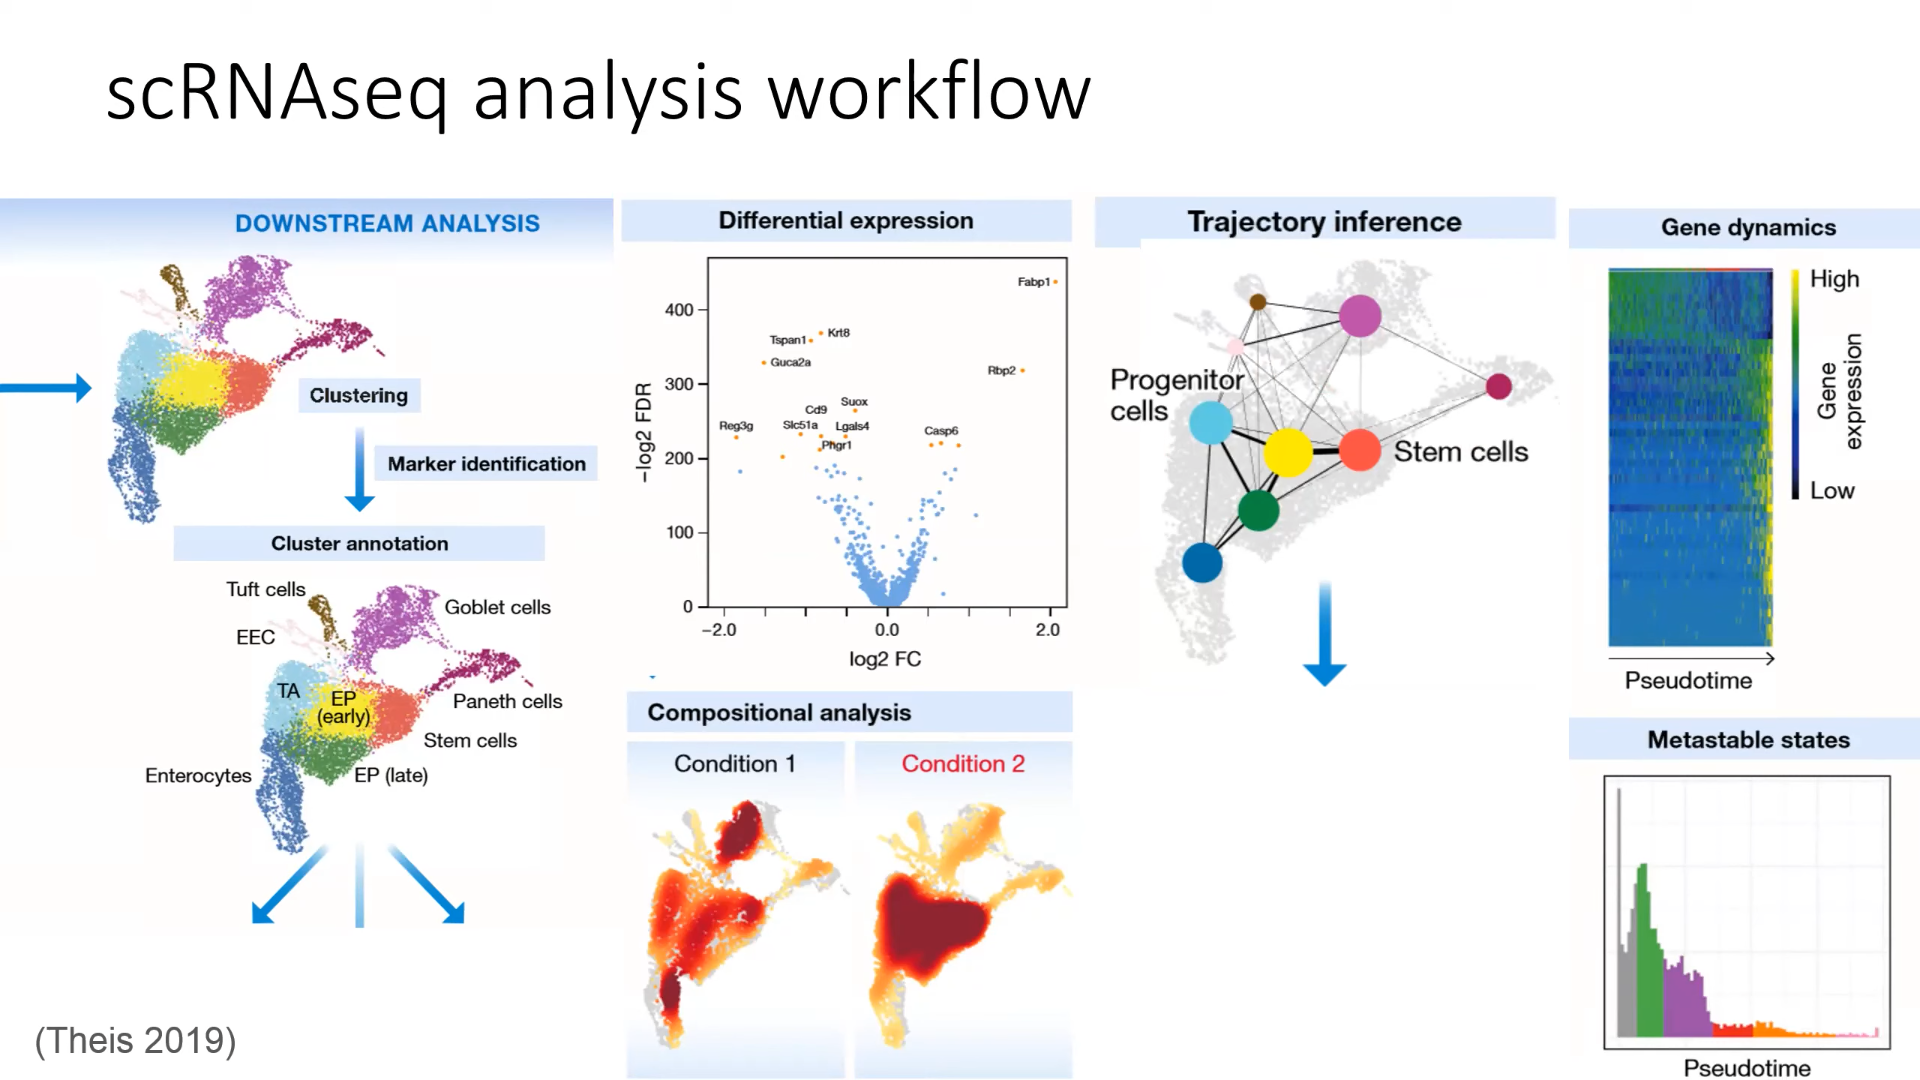 scRNAseq analysis workflow
DOWNSTREAM ANALYSIS
Clustering
Marker identification
Cluster annotation
Tuft cells
Goblet cells
EEC
TA
EP
(early)
Paneth cells
Stem cells
Enterocytes
EP (late)
(Theis 2019)
Differential expression
−log2 FDR
400
300
200
100
0
Fabp1
Krt8
Tspan1
Guca2a
Rbp2
Suox
Cd9
Reg3g
Slc51a
Lgals4
Casp6
Phgr1
−2.0
0.0
2.0
log2 FC
Compositional analysis
Condition 1
Condition 2
Trajectory inference
Progenitor
cells
Stem cells
Gene dynamics
High
Gene
expression
Low
Pseudotime
Metastable states
Pseudotime